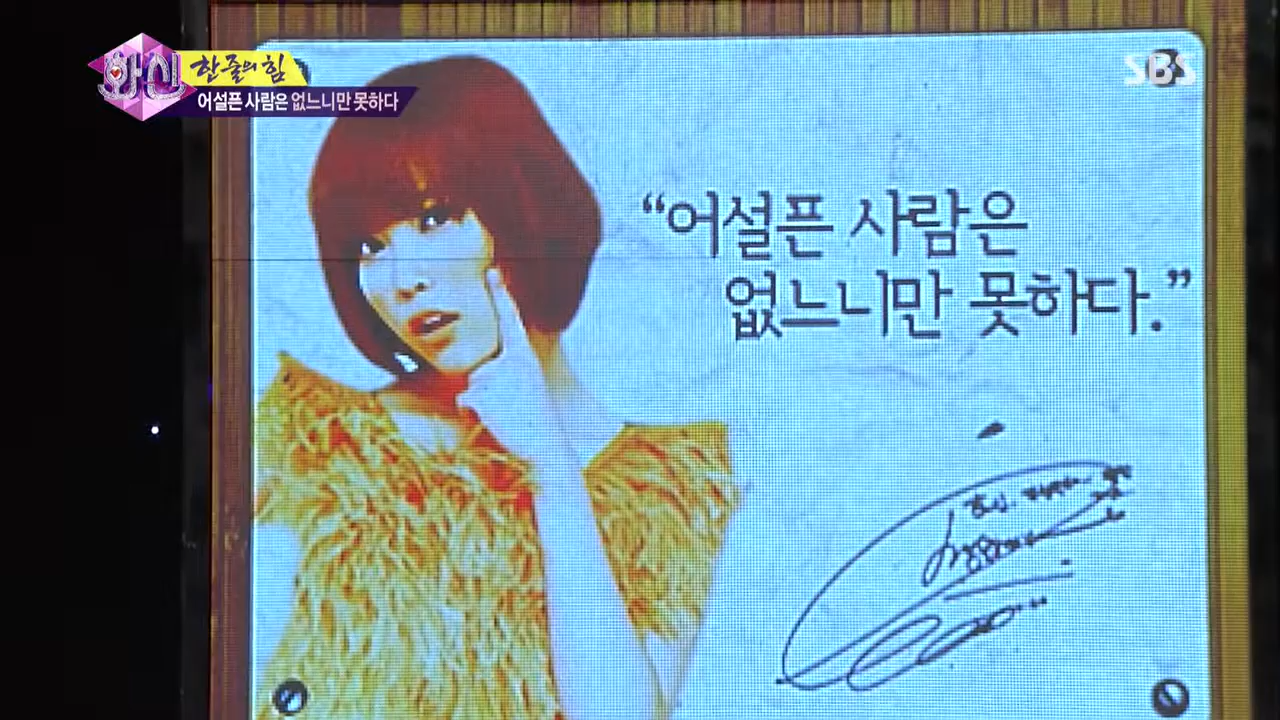 화신
한 줄의 힘
어설픈 사람은 없느니만 못하다
SBS
“어설픈 사람은
없느니만 못하다.”